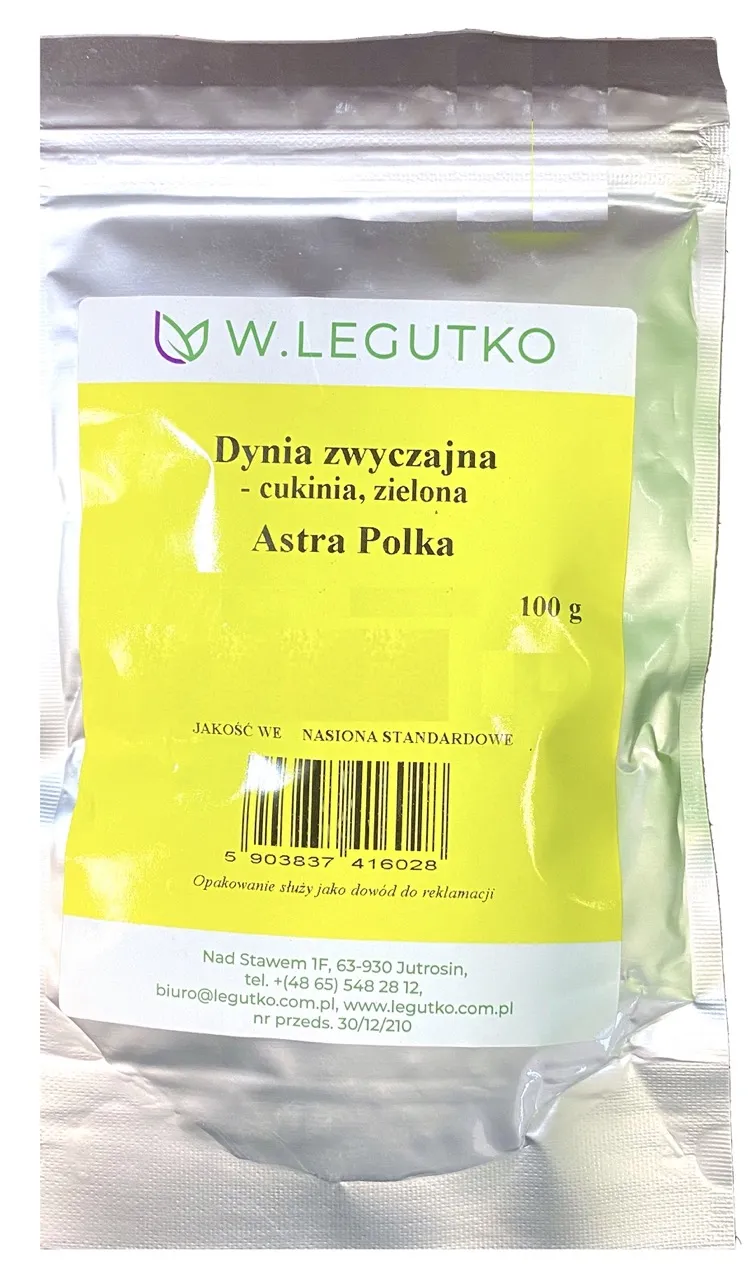 W.LEGUTKO
Dynia zwyczajna
- cukinia, zielona
Astra Polka
100 g
JAKOŚĆ WE NASIONA STANDARDOWE
5 903837 416028
Opakowanie służy jako dowód do reklamacji
Nad Stawem 1F, 63-930 Jutrosin,
tel. +(48 65) 548 28 12,
biuro@legutko.com.pl, www.legutko.com.pl
nr przeds. 30/12/210